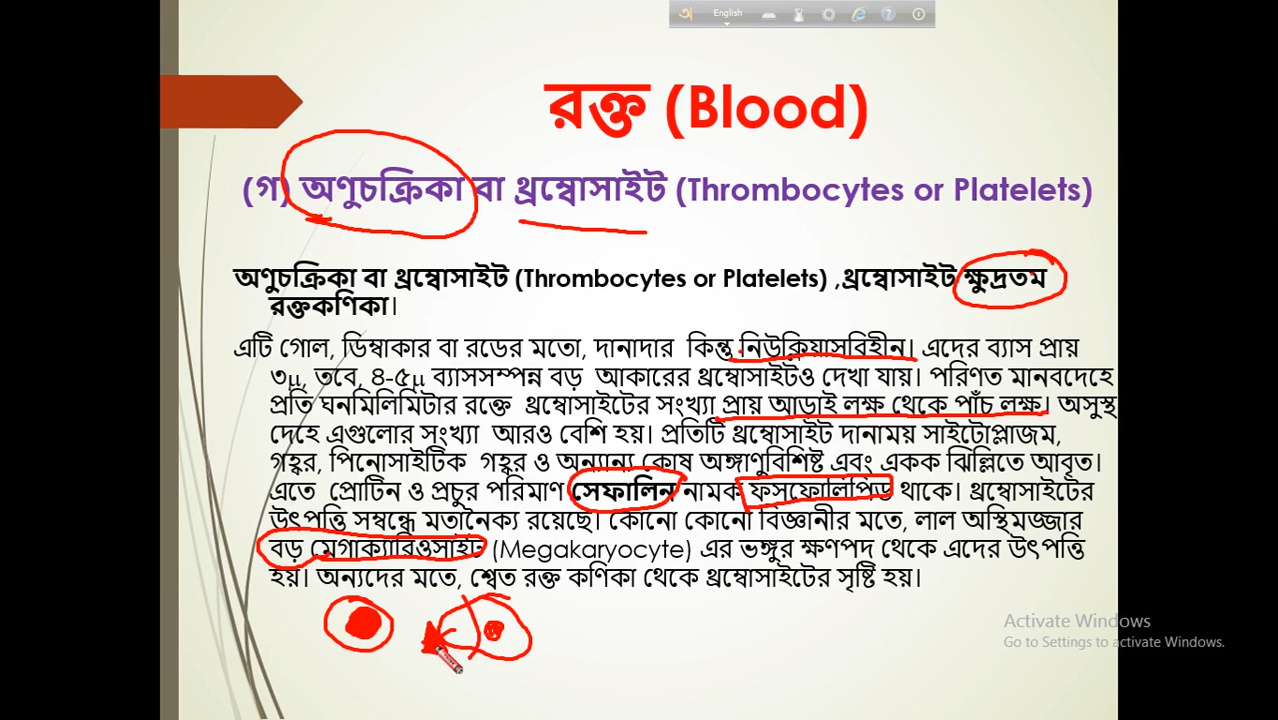 English
রক্ত (Blood)
(গ) অণুচক্রিকা বা থ্রম্বোসাইট (Thrombocytes or Platelets)
অণুচক্রিকা বা থ্রম্বোসাইট (Thrombocytes or Platelets) ,থ্রম্বোসাইট ক্ষুদ্রতম
রক্তকণিকা।
এটি গোল, ডিম্বাকার বা রডের মতো, দানাদার কিন্তু নিউক্লিয়াসবিহীন। এদের ব্যাস প্রায়
৩μ, তবে, ৪-৫μ ব্যাসসম্পন্ন বড় আকারের থ্রম্বোসাইটও দেখা যায়। পরিণত মানবদেহে
প্রতি ঘনমিলিমিটার রক্তে থ্রম্বোসাইটের সংখ্যা প্রায় আড়াই লক্ষ থেকে পাঁচ লক্ষ। অসুস্থ
দেহে এগুলোর সংখ্যা আরও বেশি হয়। প্রতিটি থ্রম্বোসাইট দানাময় সাইটোপ্লাজম,
গহ্বর, পিনোসাইটিক গহ্বর ও অন্যান্য কোষ অঙ্গাণুবিশিষ্ট এবং একক ঝিল্লিতে আবৃত।
এতে প্রোটিন ও প্রচুর পরিমাণ সেফালিন নামক ফসফোলিপিড থাকে। থ্রম্বোসাইটের
উৎপত্তি সম্বন্ধে মতানৈক্য রয়েছে। কোনো কোনো বিজ্ঞানীর মতে, লাল অস্থিমজ্জার
বড় মেগাক্যারিওসাইট (Megakaryocyte) এর ভঙ্গুর ক্ষণপদ থেকে এদের উৎপত্তি
হয়। অন্যদের মতে, শ্বেত রক্ত কণিকা থেকে থ্রম্বোসাইটের সৃষ্টি হয়।
Activate Windows
Go to Settings to activate Windows.